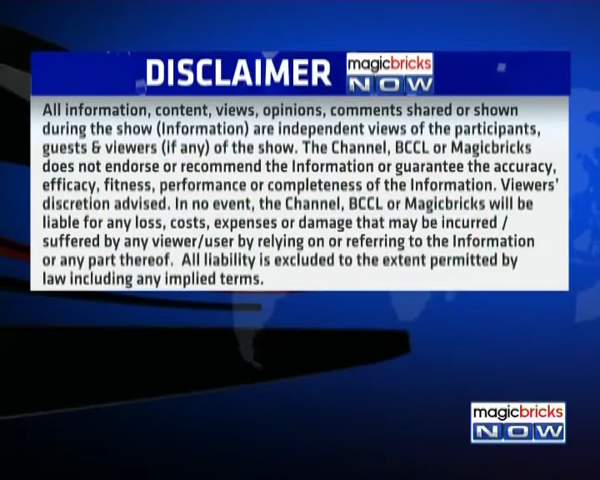 DISCLAIMER magicbricks NOW
All information, content, views, opinions, comments shared or shown
during the show (Information) are independent views of the participants,
guests & viewers (if any) of the show. The Channel, BCCL or Magicbricks
does not endorse or recommend the Information or guarantee the accuracy,
efficacy, fitness, performance or completeness of the Information. Viewers'
discretion advised. In no event, the Channel, BCCL or Magicbricks will be
liable for any loss, costs, expenses or damage that may be incurred /
suffered by any viewer/user by relying on or referring to the Information
or any part thereof. All liability is excluded to the extent permitted by
law including any implied terms.
magicbricks
NOW